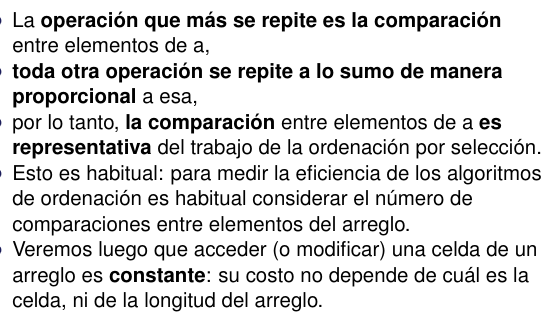 La operación que más se repite es la comparación
entre elementos de a,
toda otra operación se repite a lo sumo de manera
proporcional a esa,
por lo tanto, la comparación entre elementos de a es
representativa del trabajo de la ordenación por selección.
Esto es habitual: para medir la eficiencia de los algoritmos
de ordenación es habitual considerar el número de
comparaciones entre elementos del arreglo.
Veremos luego que acceder (o modificar) una celda de un
arreglo es constante: su costo no depende de cuál es la
celda, ni de la longitud del arreglo.